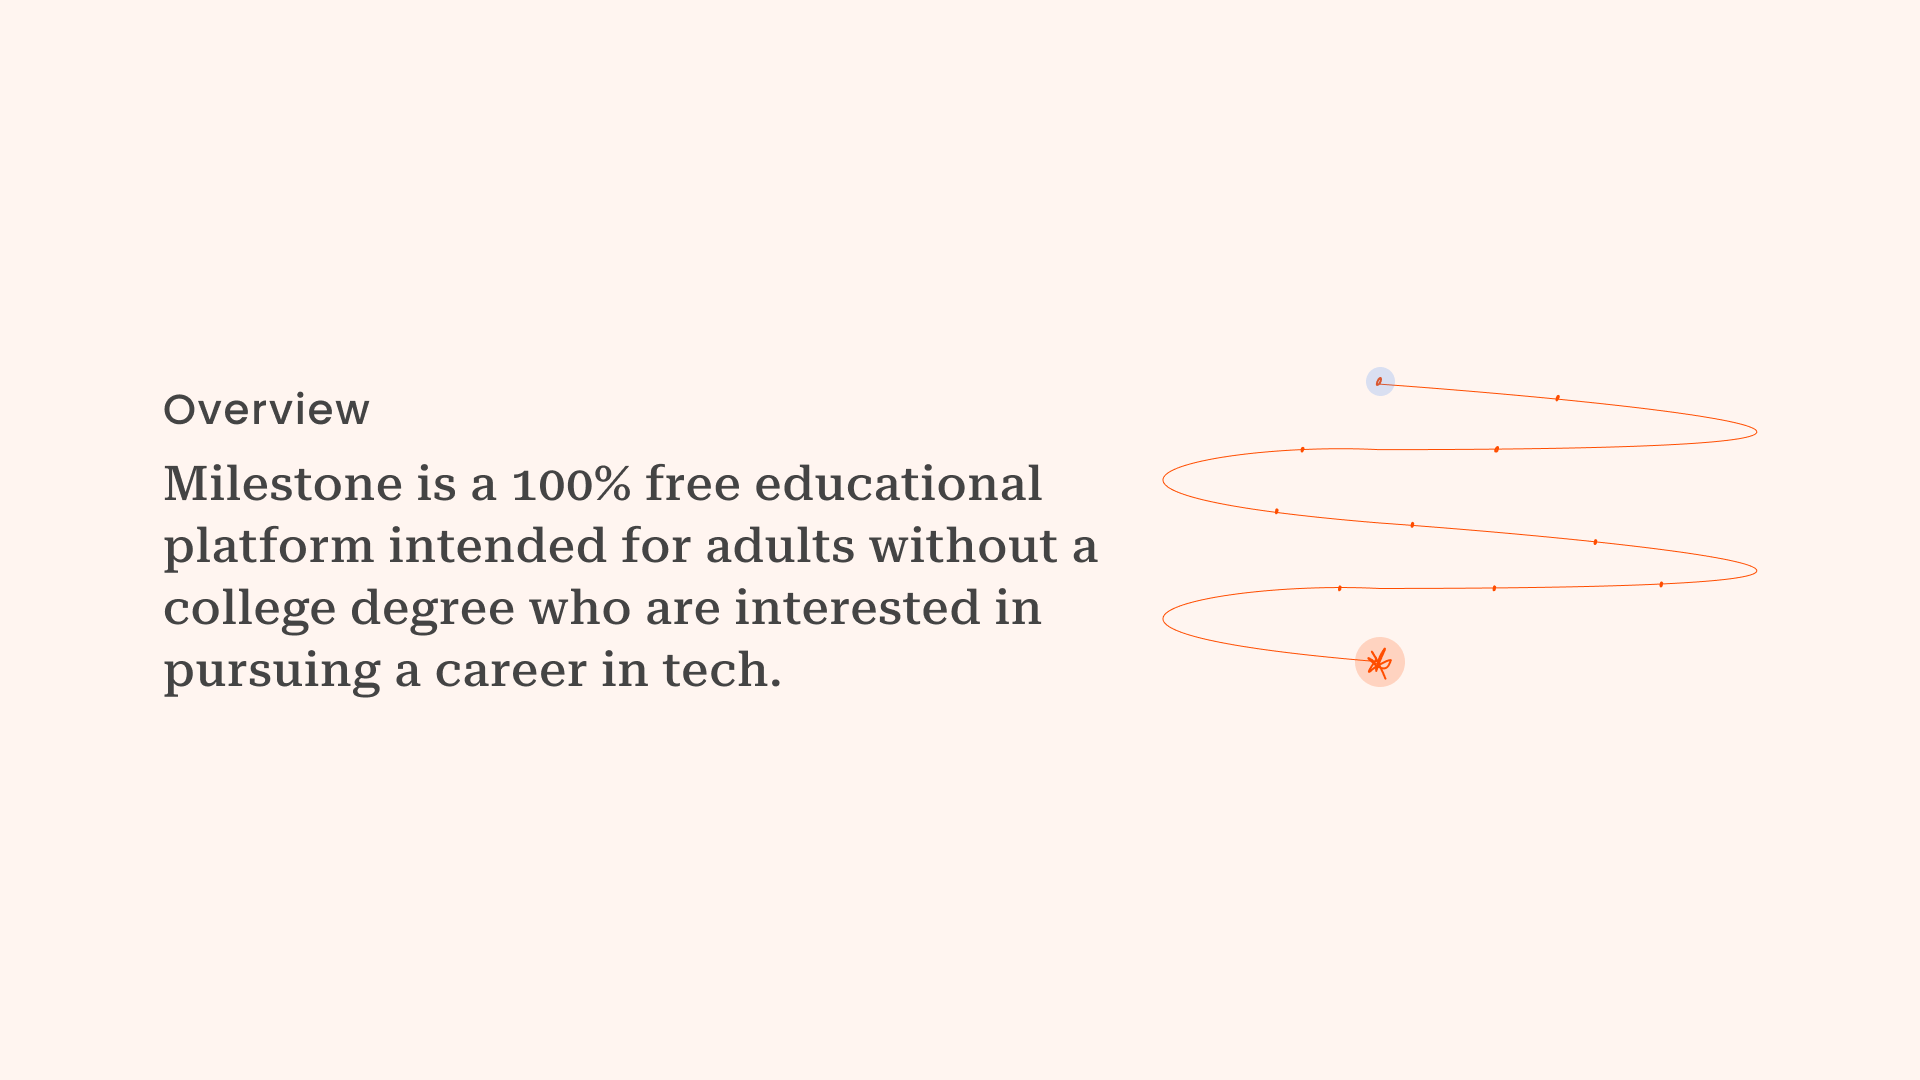 Overview
Milestone is a 100% free educational
platform intended for adults without a
college degree who are interested in
pursuing a career in tech.